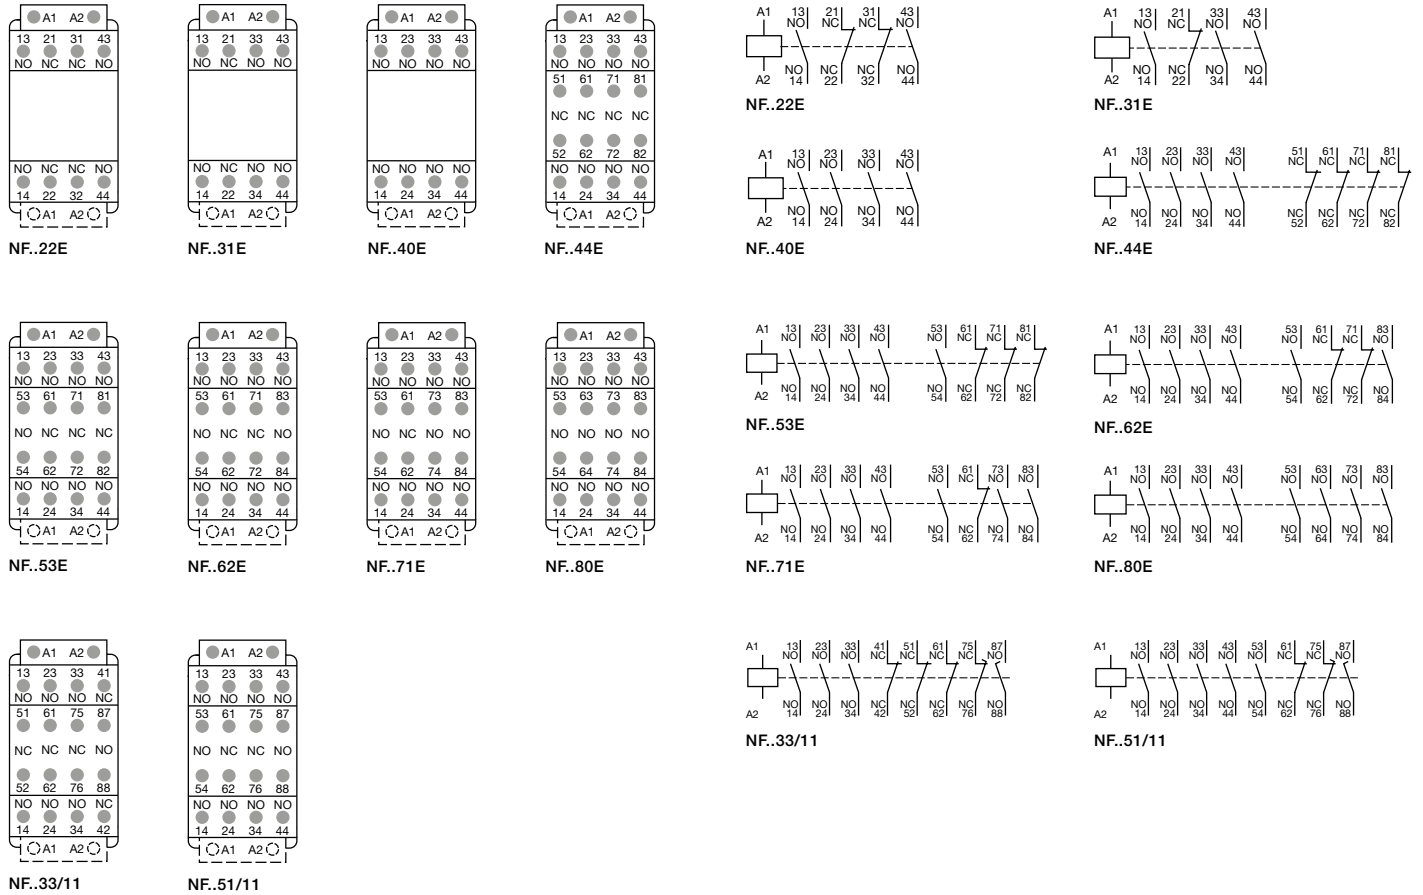 A1 A2
13 21 31 43
NO NC NC NO
NO NC NC NO
14 22 32 44
A1 A2
NF..22E
A1 A2
13 21 33 43
NO NC NO NO
NO NC NO NO
14 22 34 44
A1 A2
NF..31E
A1 A2
13 23 33 43
NO NO NO NO
NO NO NO NO
14 24 34 44
A1 A2
NF..40E
A1 A2
13 23 33 43
NO NO NO NO
51 61 71 81
NC NC NC NC
52 62 72 82
NO NO NO NO
14 24 34 44
A1 A2
NF..44E
A1 13 21 31 43
NO NC NC NO
NO NC NC NO
A2 14 22 32 44
NF..22E
A1 13 21 33 43
NO NC NO NO
NO NC NO NO
A2 14 22 34 44
NF..31E
A1 13 23 33 43
NO NO NO NO
NO NO NO NO
A2 14 24 34 44
NF..40E
A1 13 23 33 43 51 61 71 81
NO NO NO NO NC NC NC NC
NO NO NO NO NC NC NC NC
A2 14 24 34 44 52 62 72 82
NF..44E
A1 A2
13 23 33 43
NO NO NO NO
53 61 71 81
NO NC NC NC
54 62 72 82
NO NO NO NO
14 24 34 44
A1 A2
NF..53E
A1 A2
13 23 33 43
NO NO NO NO
53 61 71 83
NO NC NC NO
54 62 72 84
NO NO NO NO
14 24 34 44
A1 A2
NF..62E
A1 A2
13 23 33 43
NO NO NO NO
53 61 73 83
NO NC NO NO
54 62 74 84
NO NO NO NO
14 24 34 44
A1 A2
NF..71E
A1 A2
13 23 33 43
NO NO NO NO
53 63 73 83
NO NO NO NO
54 64 74 84
NO NO NO NO
14 24 34 44
A1 A2
NF..80E
A1 13 23 33 43 53 61 71 81
NO NO NO NO NO NC NC NC
NO NO NO NO NO NC NC NC
A2 14 24 34 44 54 62 72 82
NF..53E
A1 13 23 33 43 53 61 71 83
NO NO NO NO NO NC NC NO
NO NO NO NO NO NC NC NO
A2 14 24 34 44 54 62 72 84
NF..62E
A1 13 23 33 43 53 61 73 83
NO NO NO NO NO NC NO NO
NO NO NO NO NO NC NO NO
A2 14 24 34 44 54 62 74 84
NF..71E
A1 13 23 33 43 53 63 73 83
NO NO NO NO NO NO NO NO
NO NO NO NO NO NO NO NO
A2 14 24 34 44 54 64 74 84
NF..80E
A1 A2
13 23 33 41
NO NO NO NC
51 61 75 87
NC NC NC NO
52 62 76 88
NO NO NO NC
14 24 34 42
A1 A2
NF..33/11
A1 A2
13 23 33 43
NO NO NO NO
53 61 75 87
NO NC NC NO
54 62 76 88
NO NO NO NO
14 24 34 44
A1 A2
NF..51/11
A1 13 23 33 41 51 61 75 87
NO NO NO NC NC NC NC NO
NO NO NO NC NC NC NC NO
A2 14 24 34 42 52 62 76 88
NF..33/11
A1 13 23 33 43 53 61 75 87
NO NO NO NO NO NC NC NO
NO NO NO NO NO NC NC NO
A2 14 24 34 44 54 62 76 88
NF..51/11